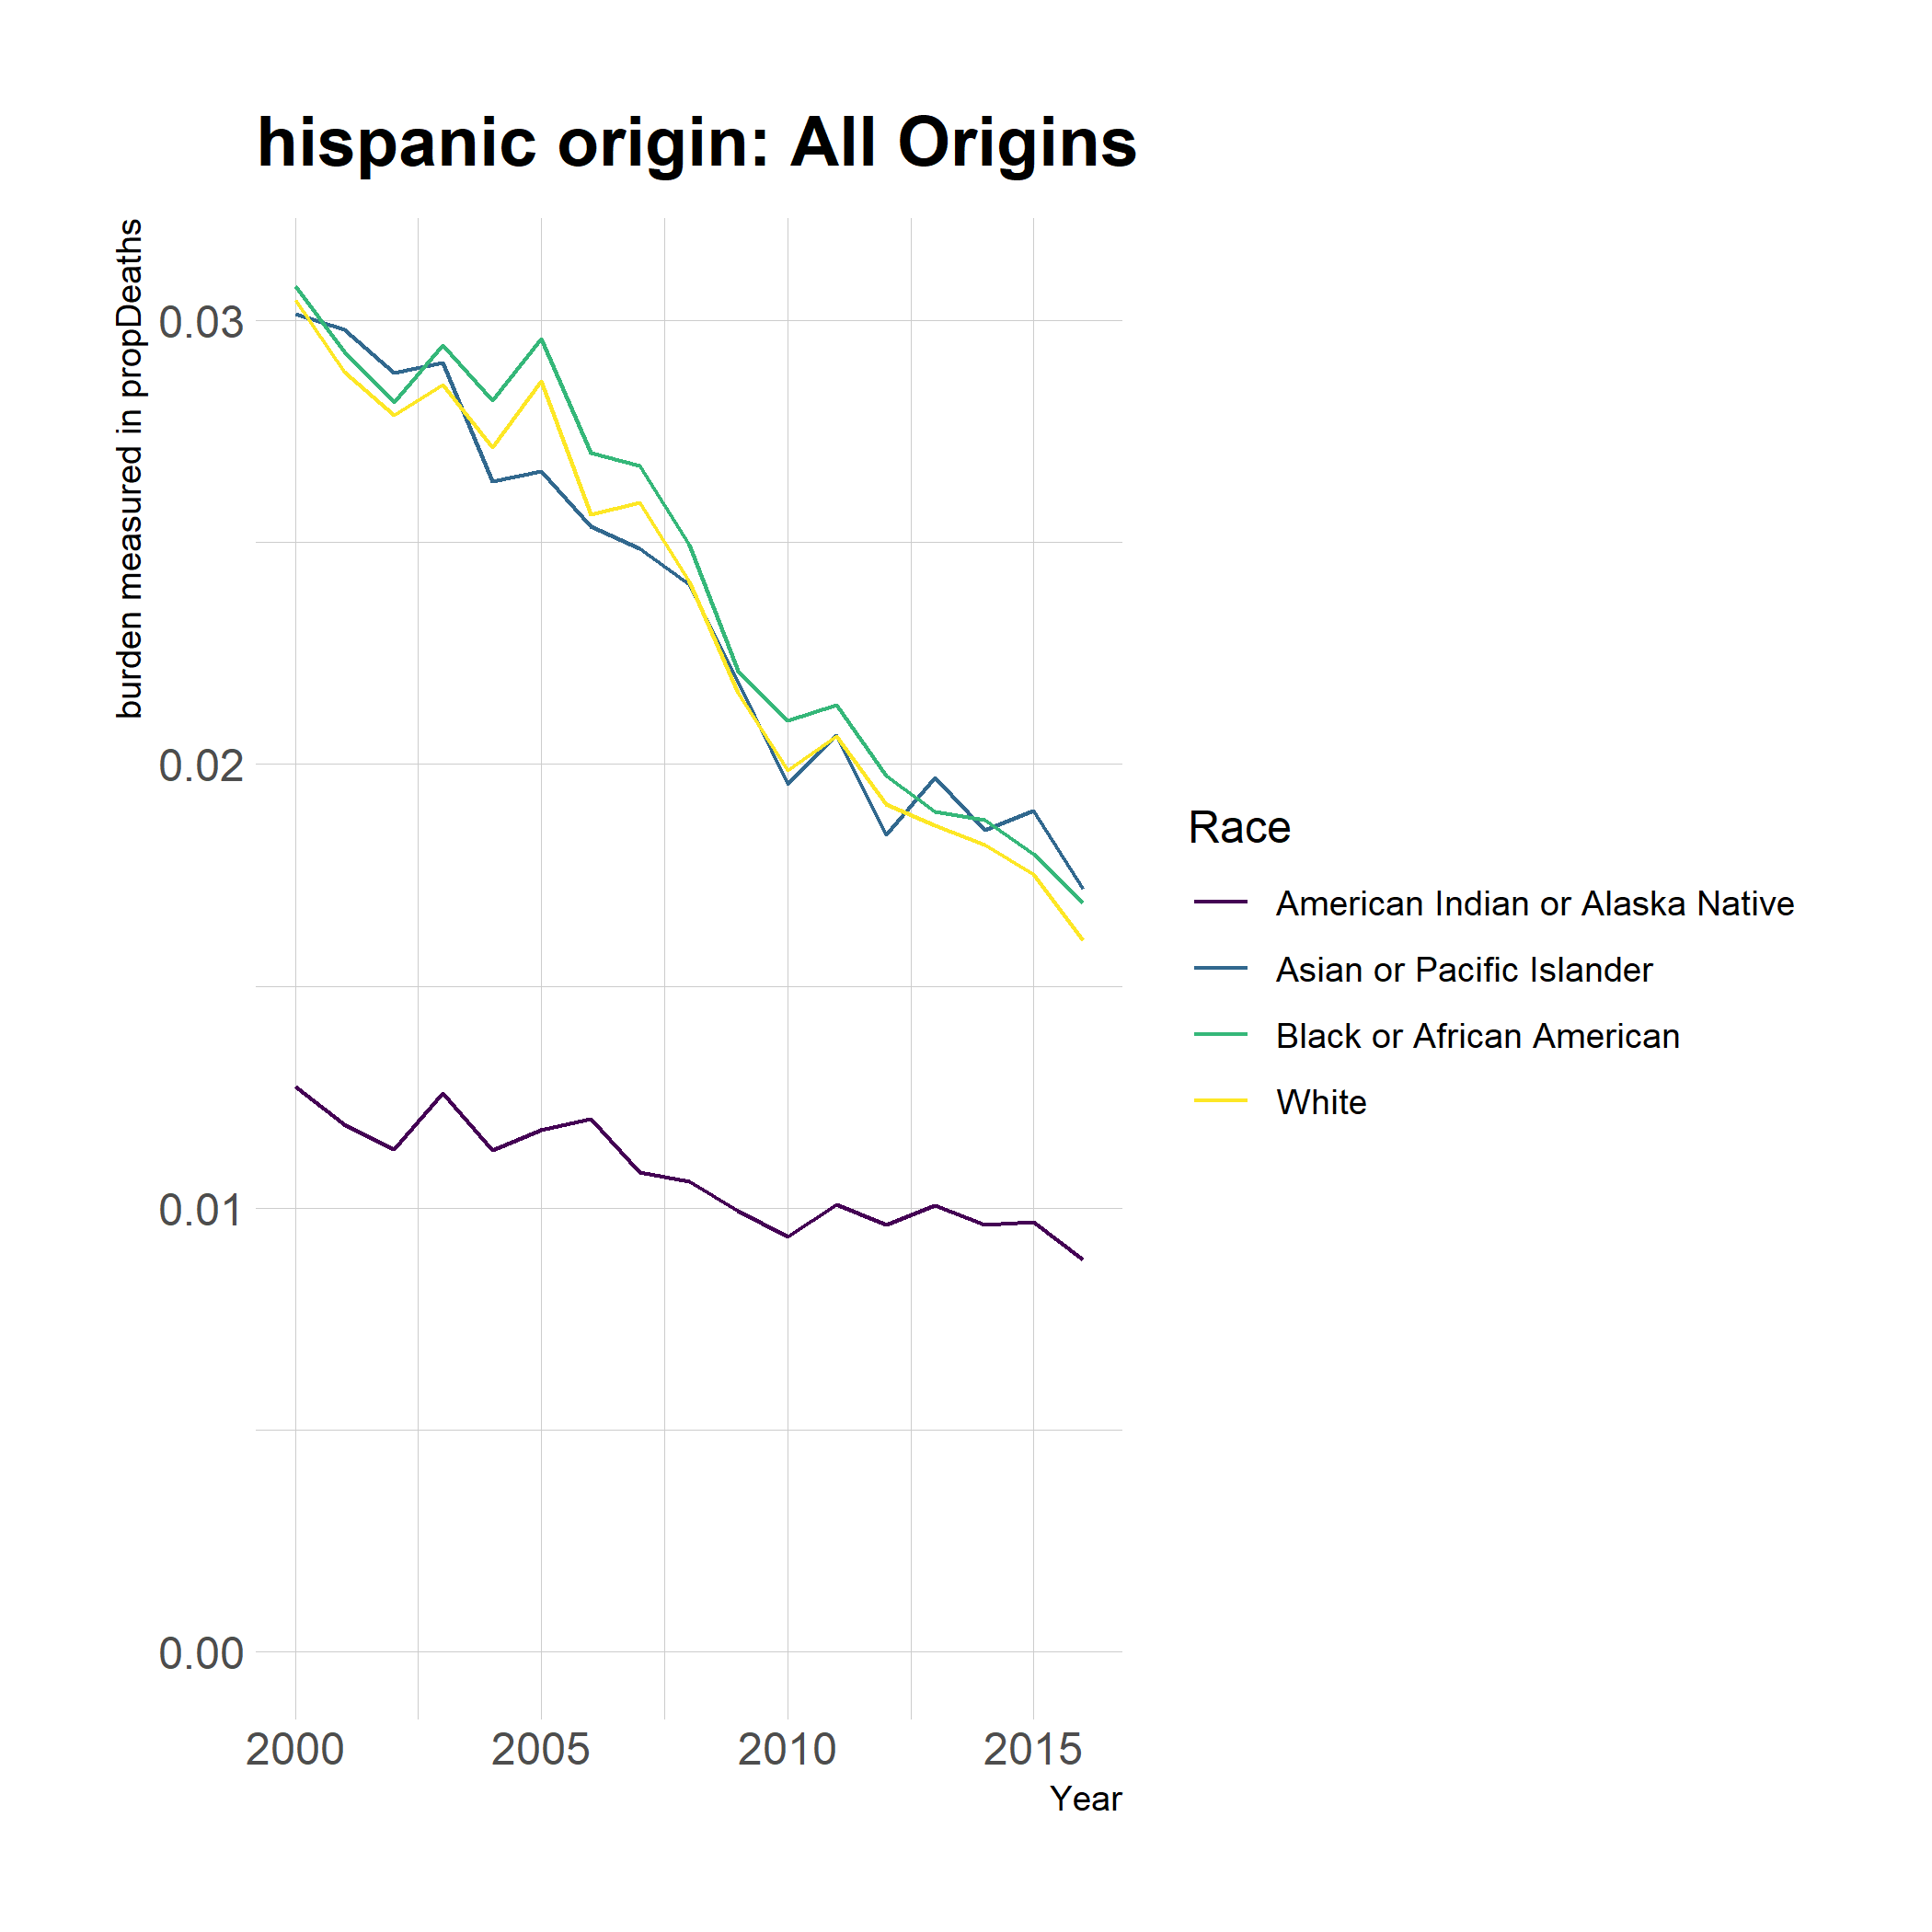 hispanic origin: All Origins
burden measured in propDeaths
0.03
0.02
0.01
0.00
2000 2005 2010 2015
Year
Race
American Indian or Alaska Native
Asian or Pacific Islander
Black or African American
White